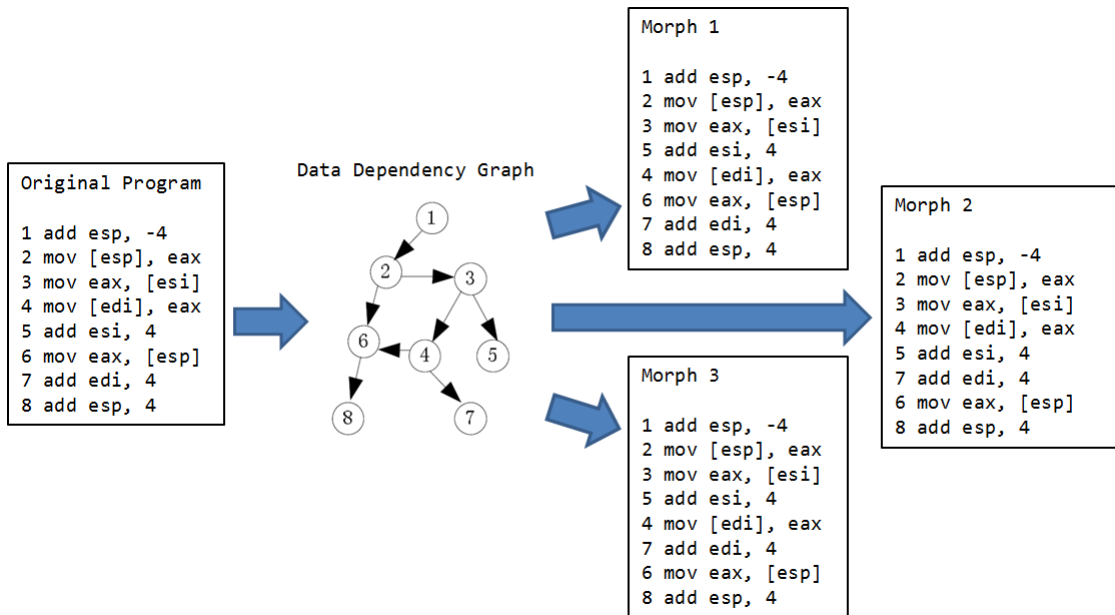 Original Program
1 add esp, -4
2 mov [esp], eax
3 mov eax, [esi]
4 mov [edi], eax
5 add esi, 4
6 mov eax, [esp]
7 add edi, 4
8 add esp, 4
Data Dependency Graph
1
2
3
6
4
5
8
7
Morph 1
1 add esp, -4
2 mov [esp], eax
3 mov eax, [esi]
5 add esi, 4
4 mov [edi], eax
6 mov eax, [esp]
7 add edi, 4
8 add esp, 4
Morph 3
1 add esp, -4
2 mov [esp], eax
3 mov eax, [esi]
5 add esi, 4
4 mov [edi], eax
7 add edi, 4
6 mov eax, [esp]
8 add esp, 4
Morph 2
1 add esp, -4
2 mov [esp], eax
3 mov eax, [esi]
4 mov [edi], eax
5 add esi, 4
7 add edi, 4
6 mov eax, [esp]
8 add esp, 4